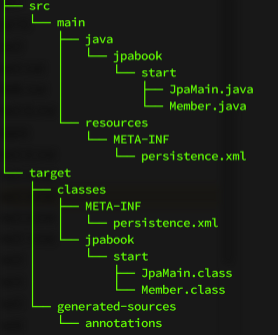 ├── src
│   └── main
│       ├── java
│       │   └── jpabook
│       │       └── start
│       │           ├── JpaMain.java
│       │           └── Member.java
│       └── resources
│           └── META-INF
│               └── persistence.xml
└── target
    ├── classes
    │   ├── META-INF
    │   │   └── persistence.xml
    │   └── jpabook
    │       └── start
    │           ├── JpaMain.class
    │           └── Member.class
    └── generated-sources
        └── annotations